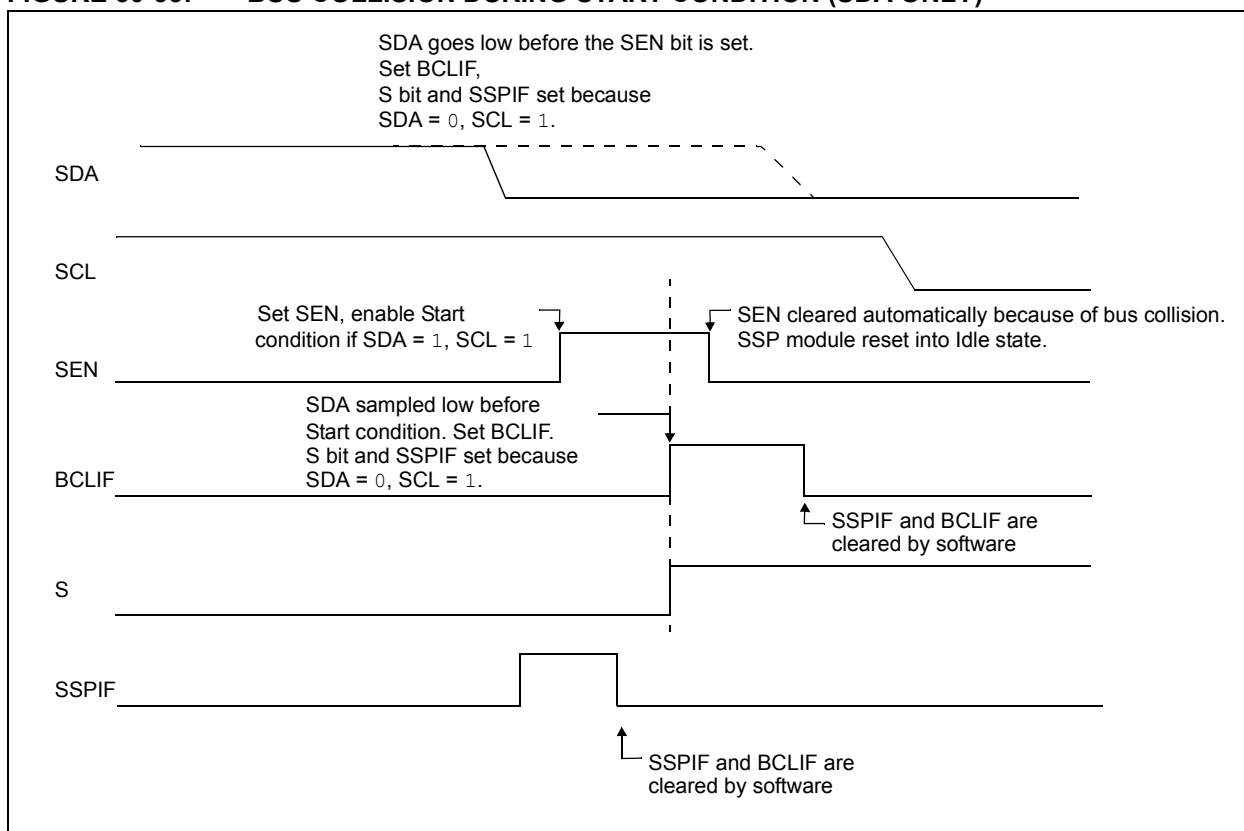 SDA goes low before the SEN bit is set.
Set BCLIF,
S bit and SSPIF set because
SDA = 0, SCL = 1.
SDA
SCL
Set SEN, enable Start
condition if SDA = 1, SCL = 1
SEN cleared automatically because of bus collision.
SSP module reset into Idle state.
SEN
SDA sampled low before
Start condition. Set BCLIF.
S bit and SSPIF set because
SDA = 0, SCL = 1.
BCLIF
SSPIF and BCLIF are
cleared by software
S
SSPIF
SSPIF and BCLIF are
cleared by software